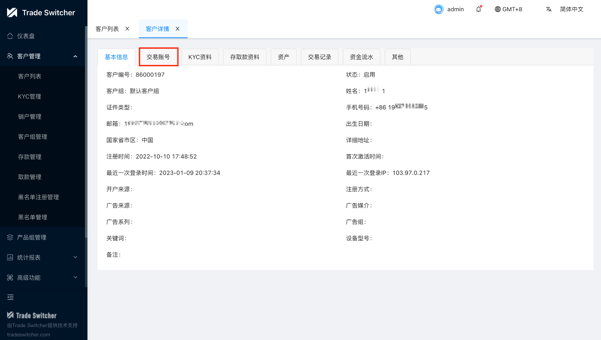 Trade Switcher
admin
GMT+8
简体中文
客户列表 ×
客户详情 ×
仪表盘
客户管理
客户列表
KYC管理
销户管理
客户组管理
存款管理
取款管理
黑名单注册管理
黑名单管理
产品组管理
统计报表
高级功能
Trade Switcher
由Trade Switcher提供技术支持
tradeswitcher.com
基本信息 交易账号 KYC资料 存取款资料 资产 交易记录 资金流水 其他
客户编号: 86000197 状态: 启用
客户组: 默认客户组 姓名: 1 1
证件类型: 手机号码: +86 19 5
邮箱: 1 om 出生日期:
国家省市区: 中国 详细地址:
注册时间: 2022-10-10 17:48:52 首次激活时间:
最近一次登录时间: 2023-01-09 20:37:34 最近一次登录IP: 103.97.0.217
开户来源: 注册方式:
广告来源: 广告媒介:
广告系列: 广告组:
关键词: 设备型号:
备注: